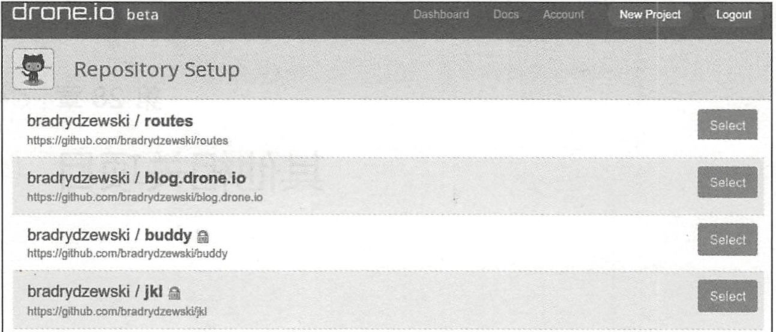 drone.io beta
Dashboard Docs Account New Project Logout
Repository Setup
bradrydzewski / routes
https://github.com/bradrydzewski/routes
Select
bradrydzewski / blog.drone.io
https://github.com/bradrydzewski/blog.drone.io
Select
bradrydzewski / buddy
https://github.com/bradrydzewski/buddy
Select
bradrydzewski / jkl
https://github.com/bradrydzewski/jkl
Select